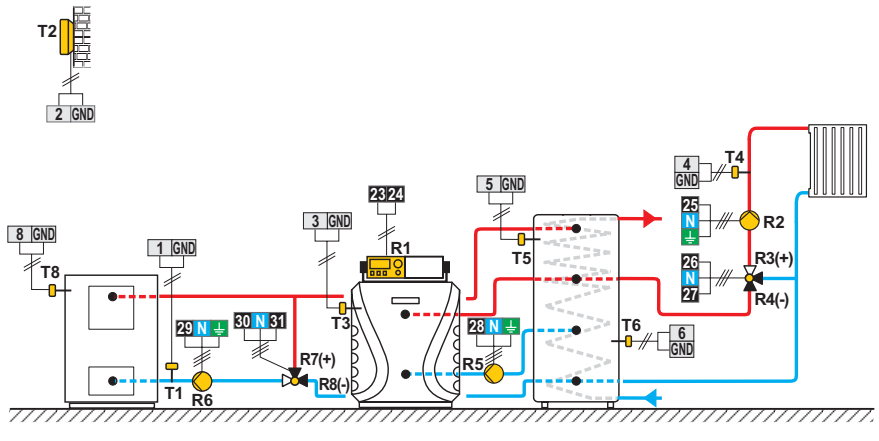 T2
2 GND
4
GND
T4
5 GND
23 24
25
N
R2
8 GND
1 GND
3 GND
R1
T5
R3(+)
26
N
27
T8
R4(-)
T3
29 N
30 N 31
28 N
T6
6
GND
R7(+)
R5
R8(-)
T1
R6